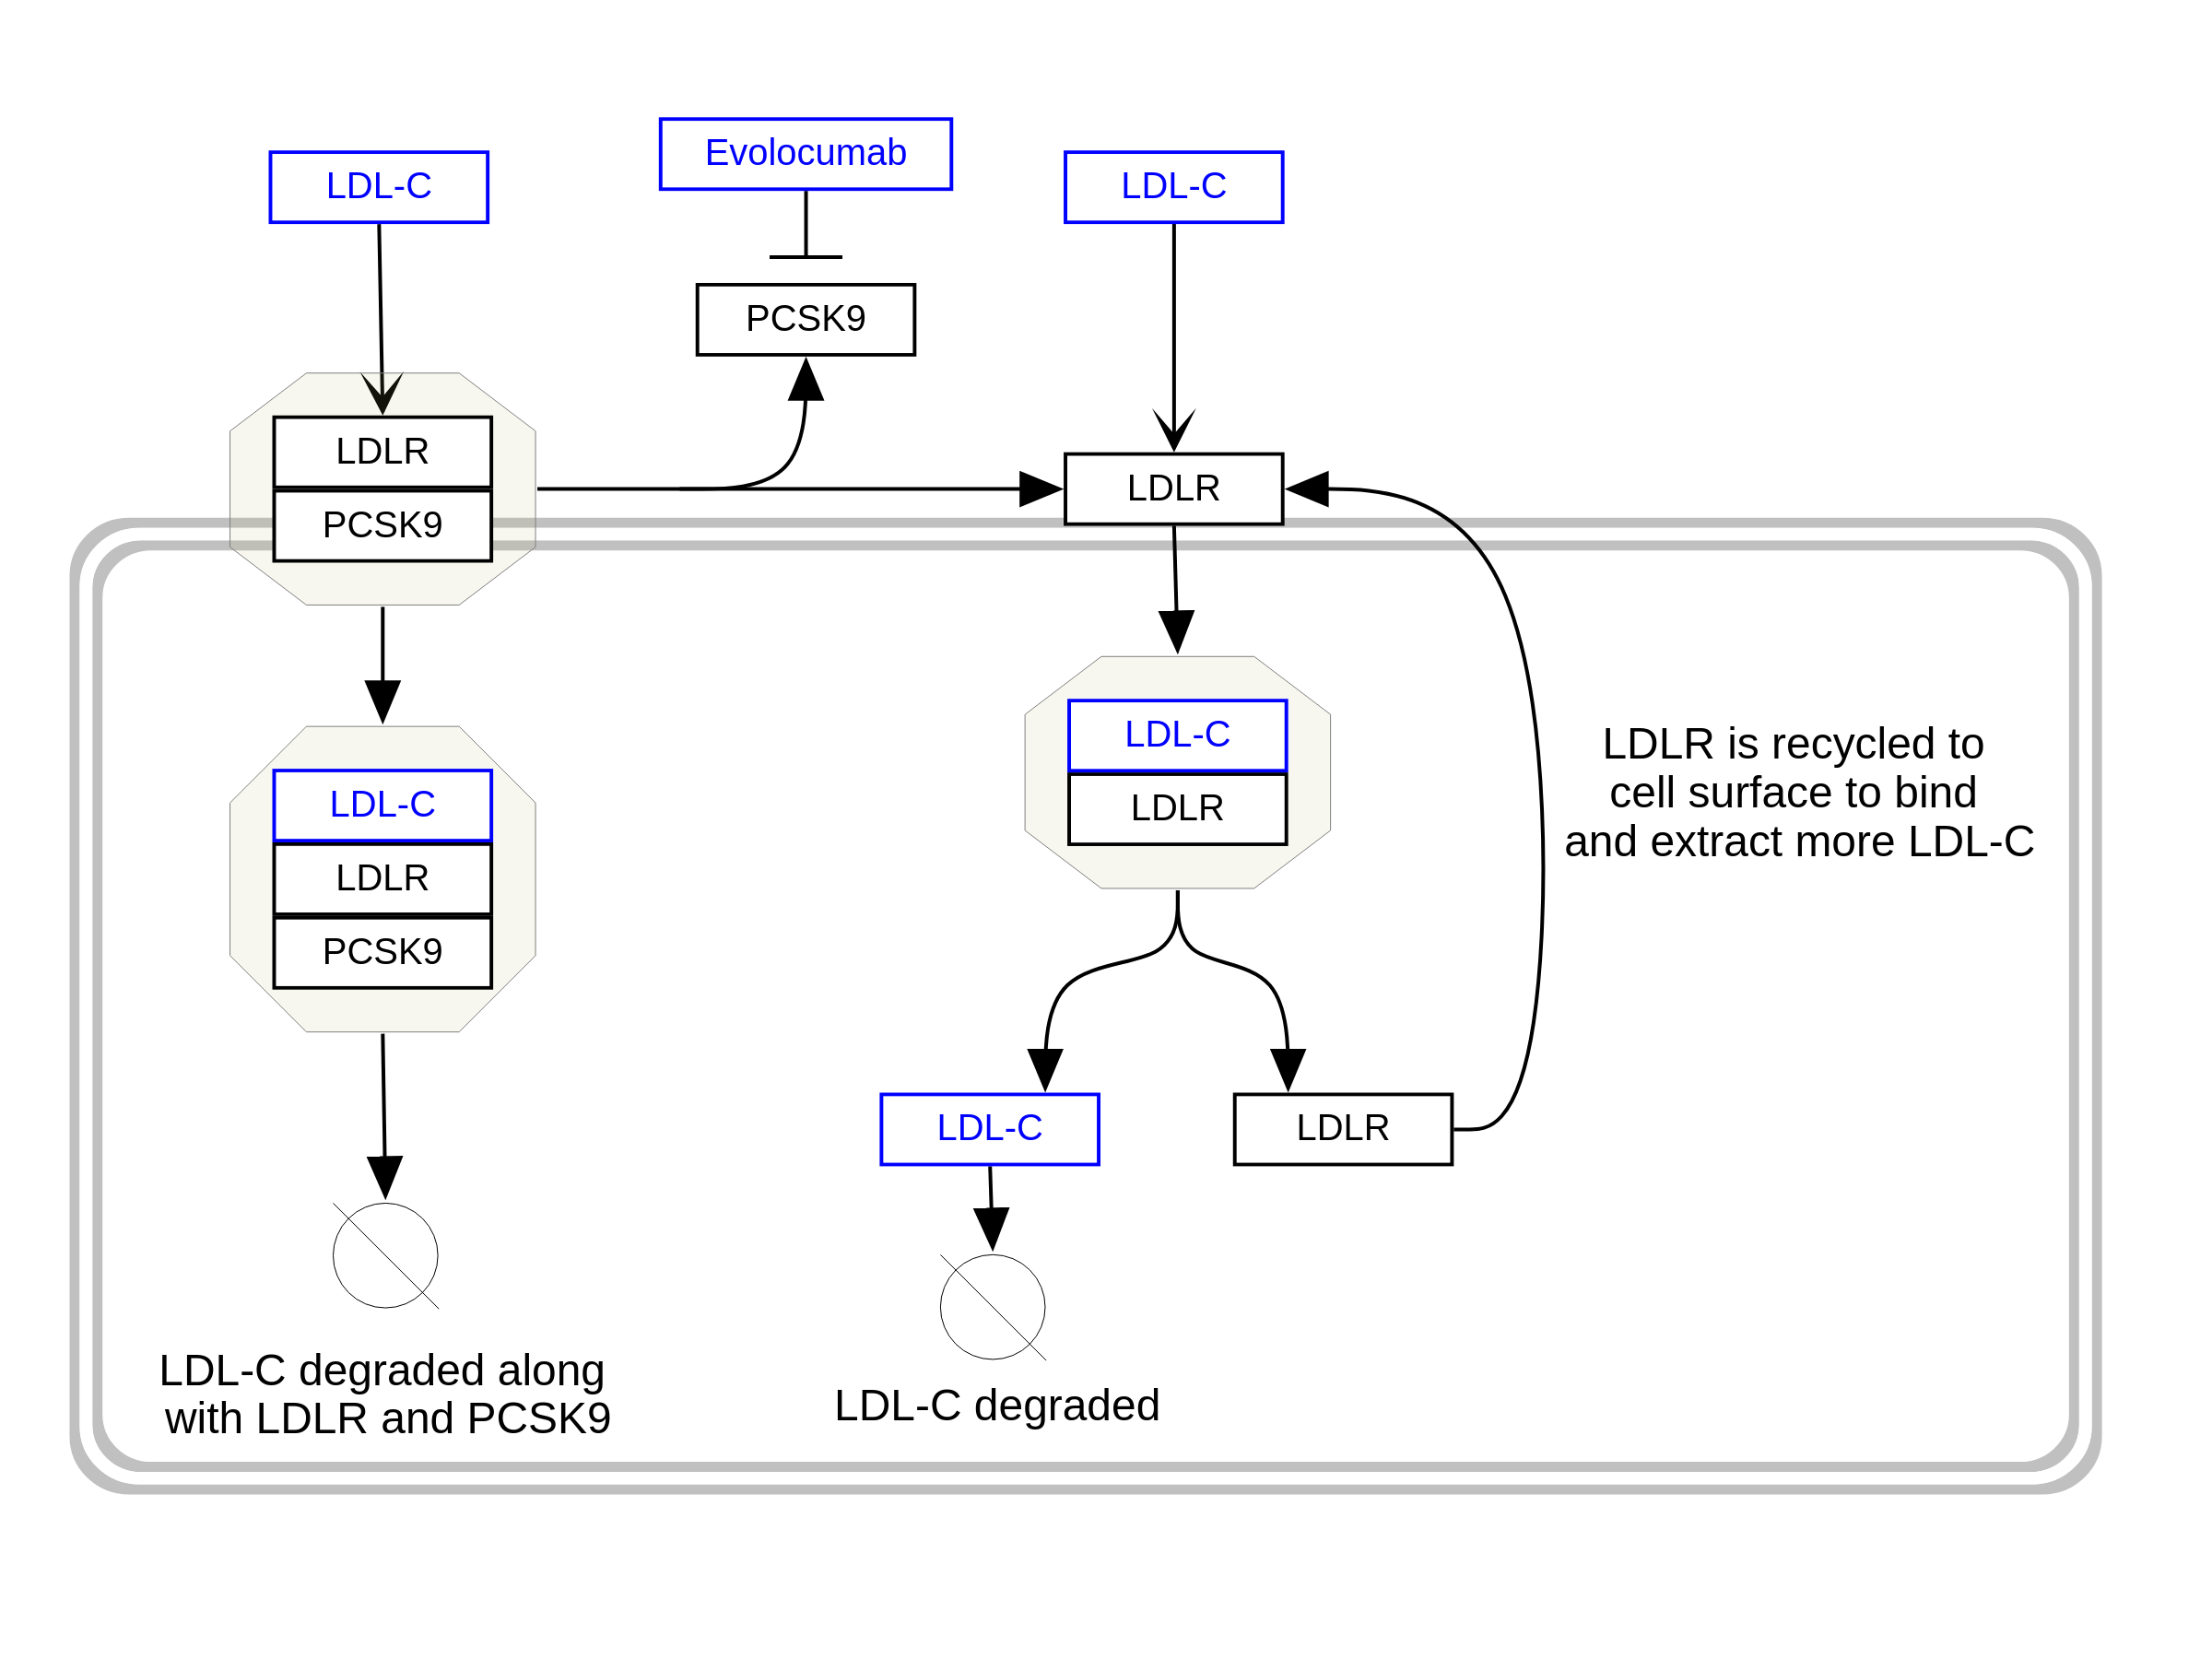 Evolocumab
LDL-C
LDL-C
PCSK9
LDLR
PCSK9
LDLR
LDL-C
LDLR
LDL-C
LDLR
PCSK9
LDLR is recycled to
cell surface to bind
and extract more LDL-C
LDL-C
LDLR
LDL-C degraded along
with LDLR and PCSK9
LDL-C degraded